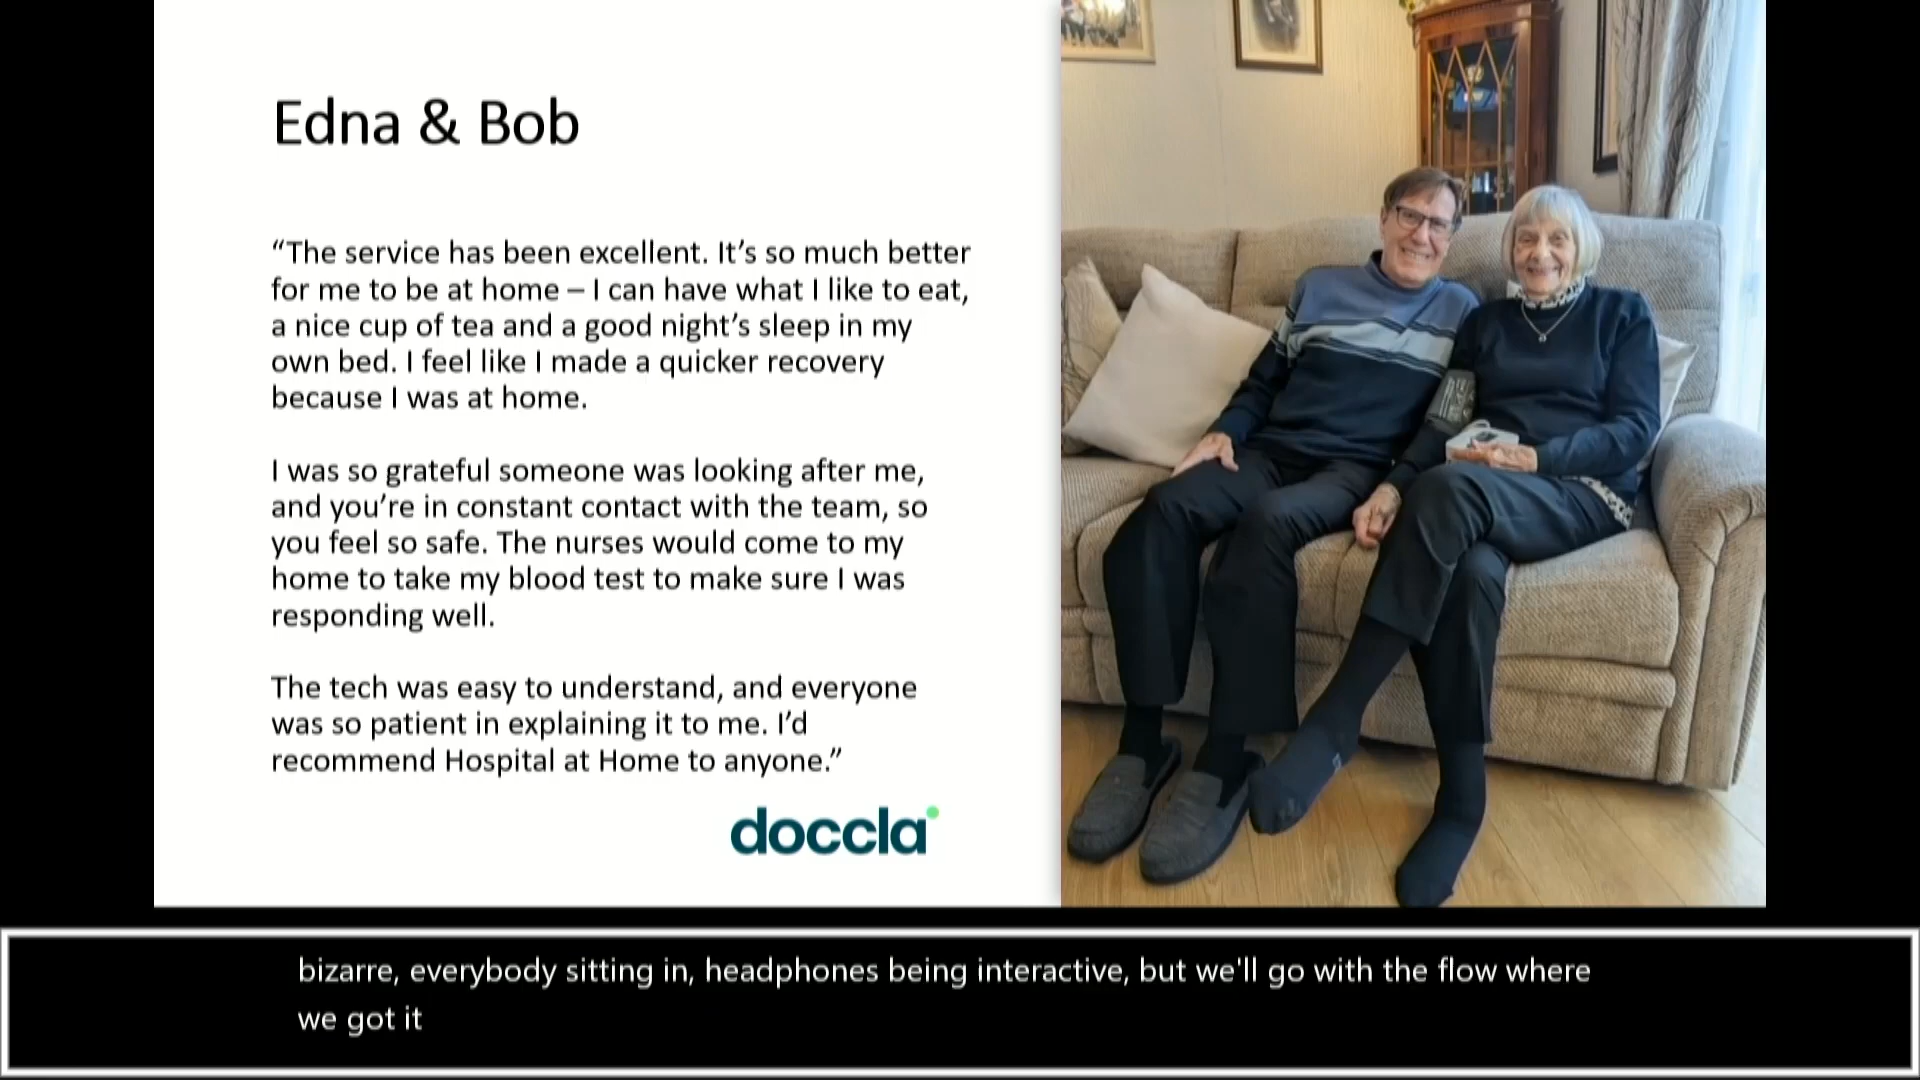 Edna & Bob
“The service has been excellent. It’s so much better
for me to be at home – I can have what I like to eat,
a nice cup of tea and a good night’s sleep in my
own bed. I feel like I made a quicker recovery
because I was at home.
I was so grateful someone was looking after me,
and you’re in constant contact with the team, so
you feel so safe. The nurses would come to my
home to take my blood test to make sure I was
responding well.
The tech was easy to understand, and everyone
was so patient in explaining it to me. I’d
recommend Hospital at Home to anyone.”
doccla
bizarre, everybody sitting in, headphones being interactive, but we'll go with the flow where
we got it